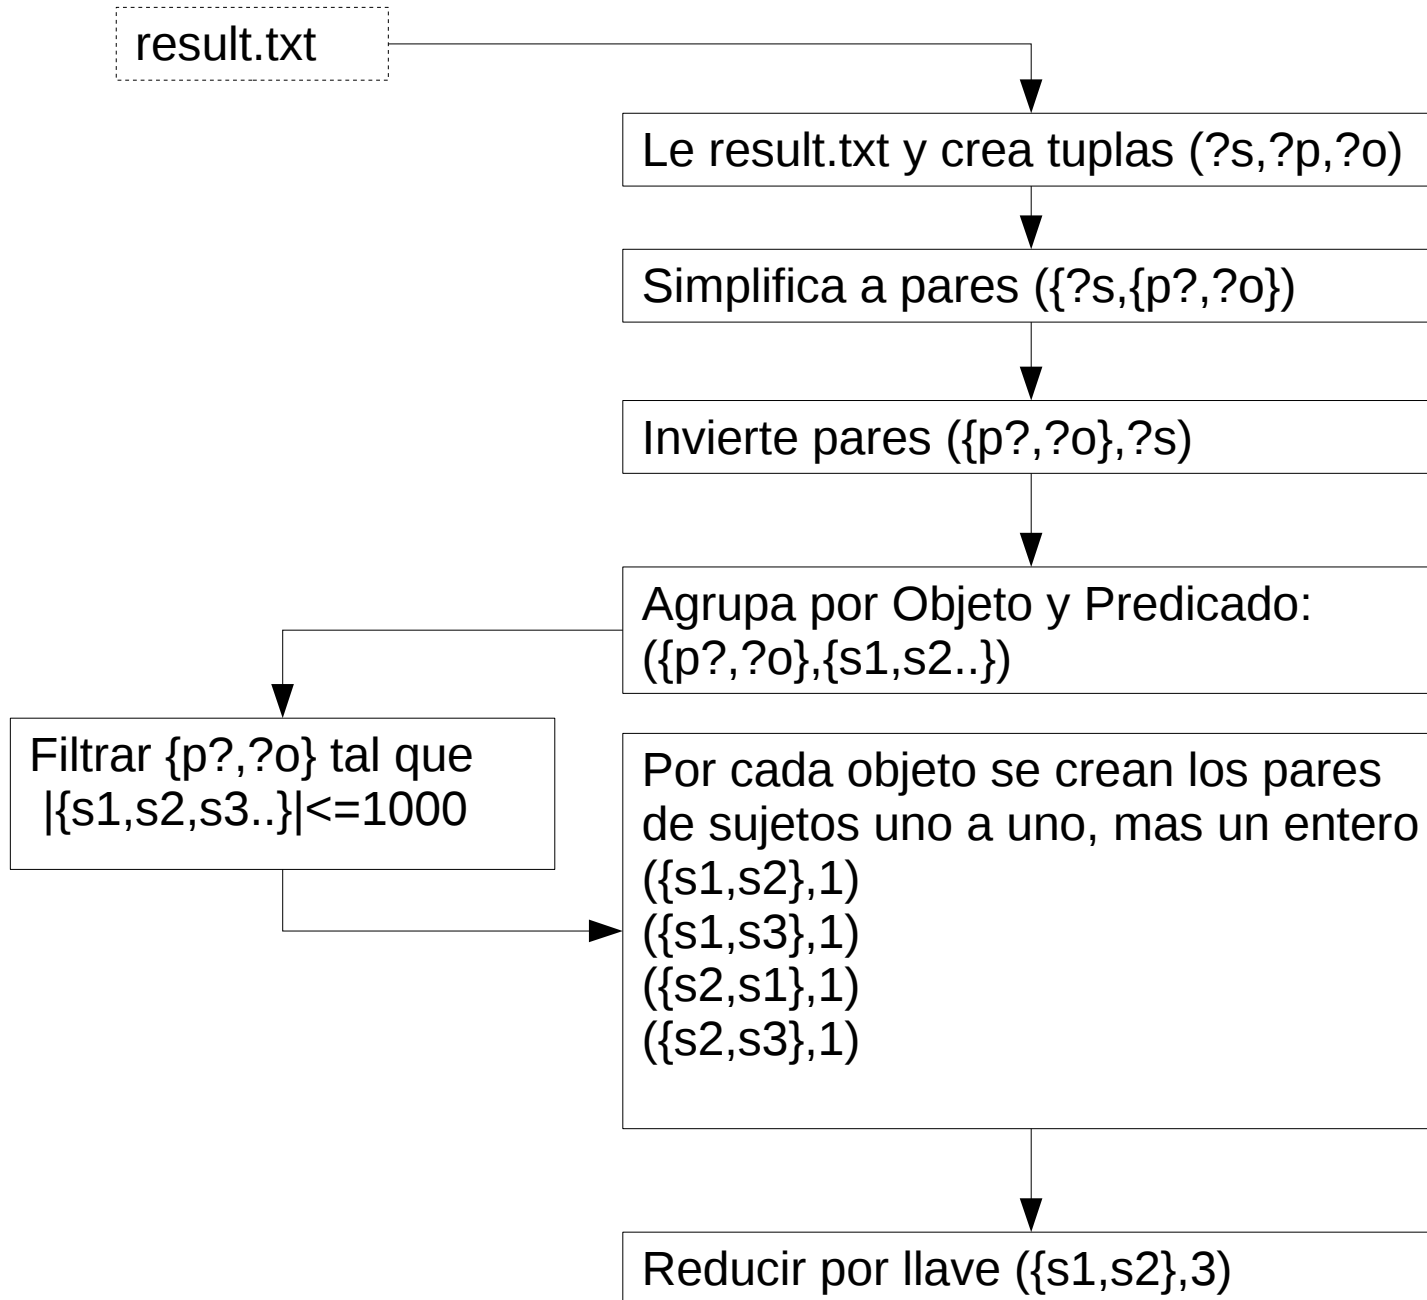 result.txt
Le result.txt y crea tuplas (?s,?p,?o)
Simplifica a pares ({?s,{p?,?o})
Invierte pares ({p?,?o},?s)
Agrupa por Objeto y Predicado:
({p?,?o},{s1,s2..})
Filtrar {p?,?o} tal que
|{s1,s2,s3..}|<=1000
Por cada objeto se crean los pares
de sujetos uno a uno, mas un entero
({s1,s2},1)
({s1,s3},1)
({s2,s1},1)
({s2,s3},1)
Reducir por llave ({s1,s2},3)